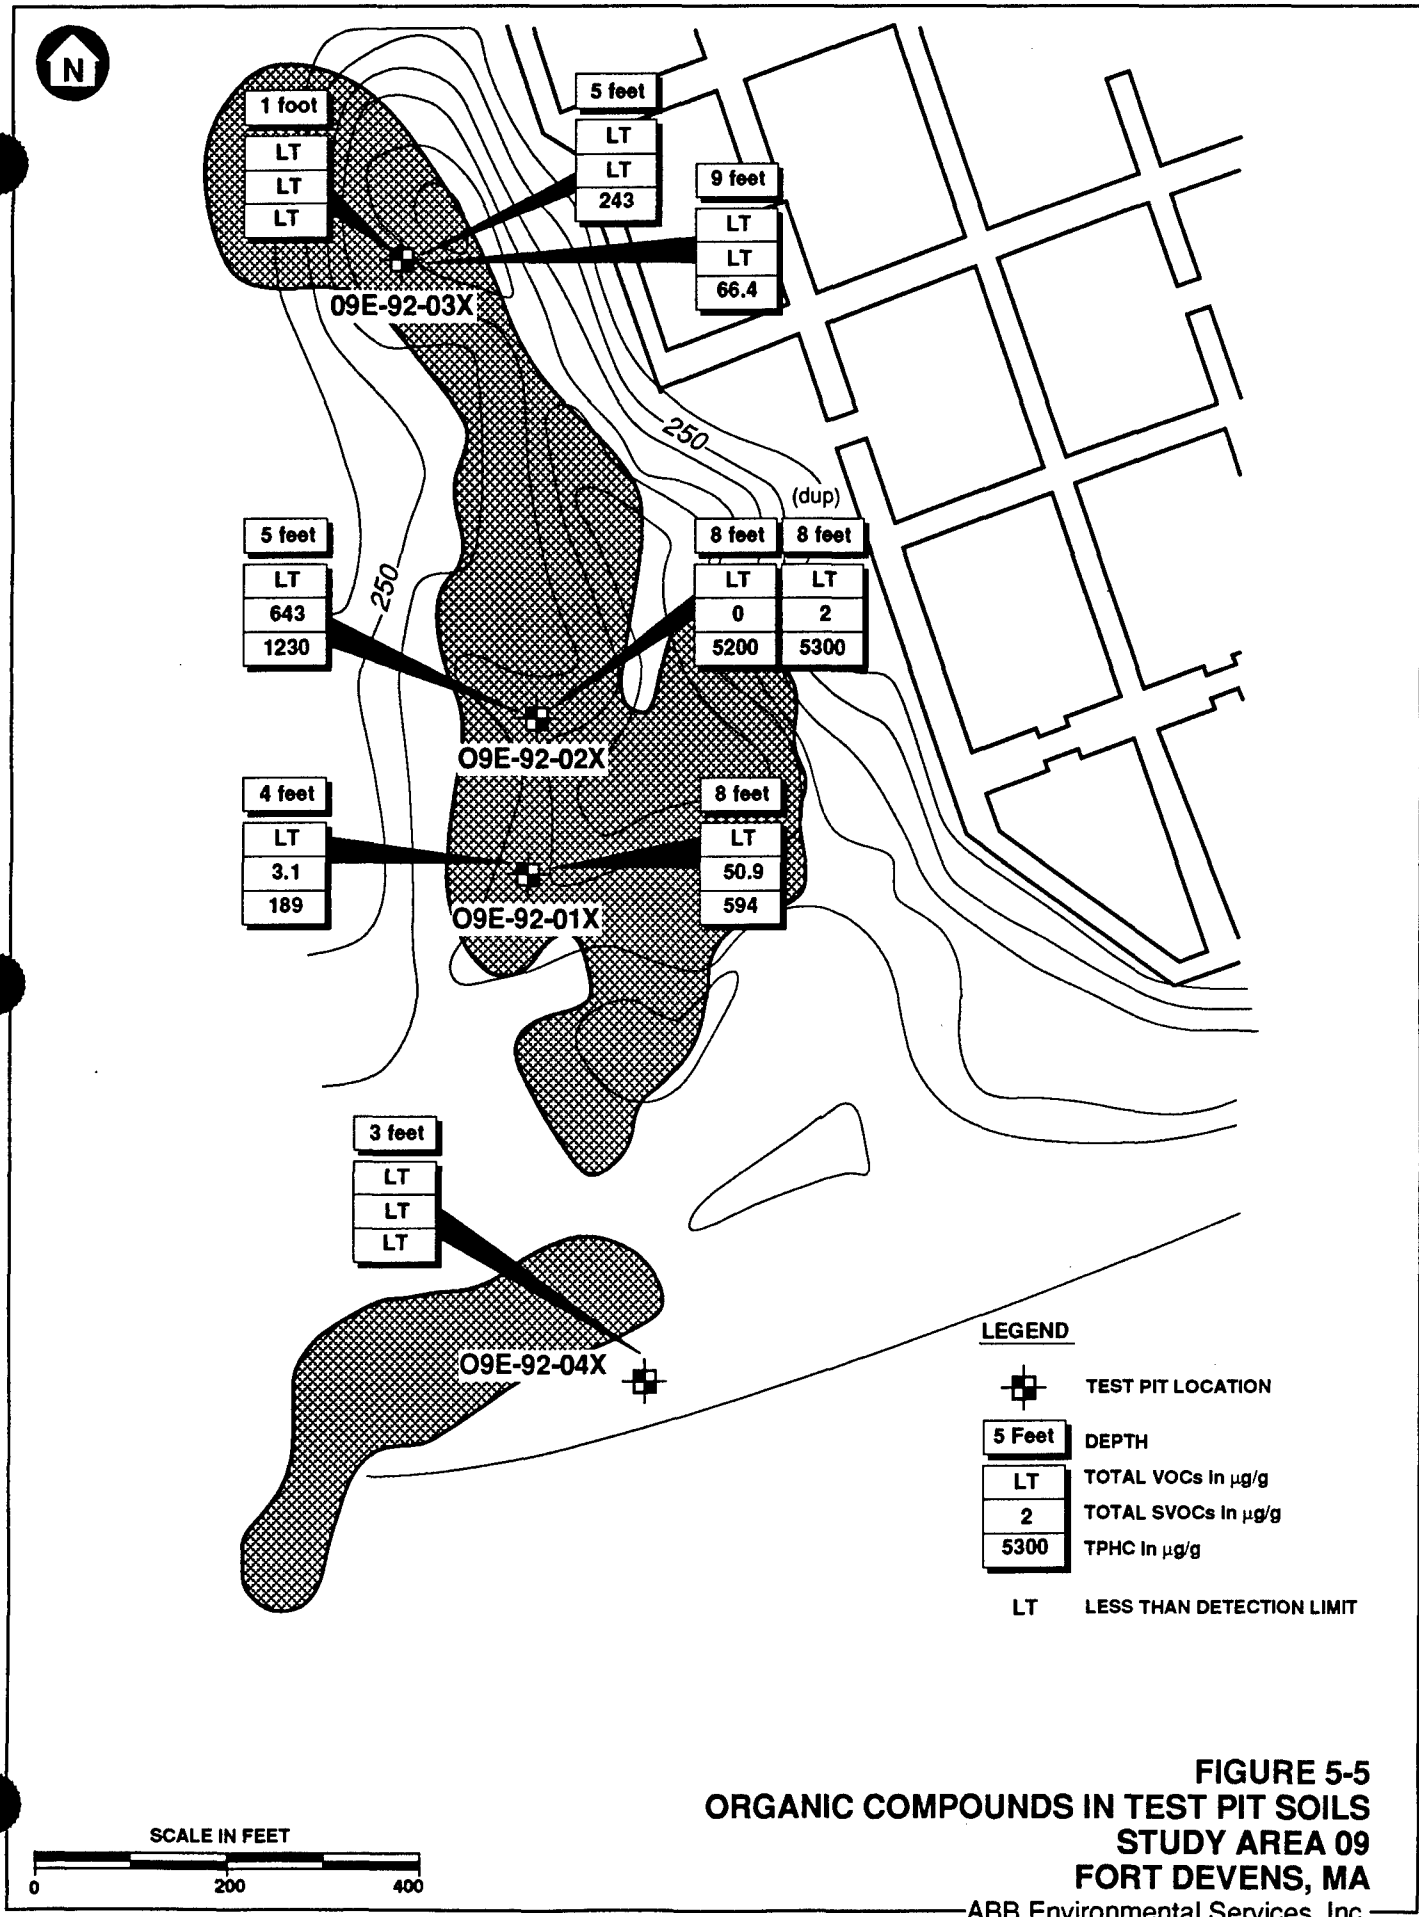 N
1 foot
LT
LT
LT
5 feet
LT
LT
243
9 feet
LT
LT
66.4
09E-92-03X
250
(dup)
5 feet
LT
643
1230
250
8 feet
LT
0
5200
8 feet
LT
2
5300
O9E-92-02X
4 feet
LT
3.1
189
8 feet
LT
50.9
594
O9E-92-01X
3 feet
LT
LT
LT
O9E-92-04X
LEGEND
TEST PIT LOCATION
5 Feet DEPTH
LT TOTAL VOCs in µg/g
2 TOTAL SVOCs in µg/g
5300 TPHC in µg/g
LT LESS THAN DETECTION LIMIT
FIGURE 5-5
ORGANIC COMPOUNDS IN TEST PIT SOILS
STUDY AREA 09
FORT DEVENS, MA
ABB Environmental Services, Inc.
SCALE IN FEET
0 200 400